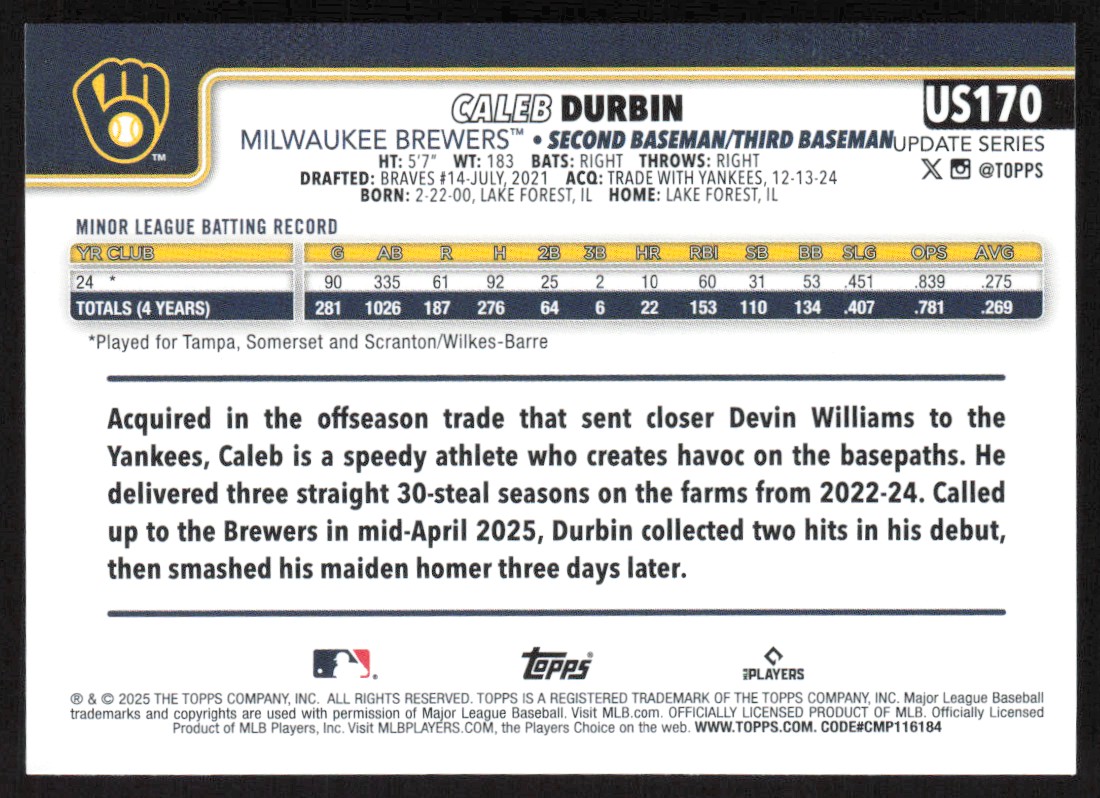 CALEB DURBIN
US170
MILWAUKEE BREWERS™ • SECOND BASEMAN/THIRD BASEMAN
UPDATE SERIES
HT: 5'7" WT: 183 BATS: RIGHT THROWS: RIGHT
@TOPPS
DRAFTED: BRAVES #14-JULY, 2021 ACQ: TRADE WITH YANKEES, 12-13-24
BORN: 2-22-00, LAKE FOREST, IL HOME: LAKE FOREST, IL
TM
MINOR LEAGUE BATTING RECORD
YR CLUB G AB R H 2B 3B HR RBI SB BB SLG OPS AVG
24 * 90 335 61 92 25 2 10 60 31 53 .451 .839 .275
TOTALS (4 YEARS) 281 1026 187 276 64 6 22 153 110 134 .407 .781 .269
*Played for Tampa, Somerset and Scranton/Wilkes-Barre
Acquired in the offseason trade that sent closer Devin Williams to the
Yankees, Caleb is a speedy athlete who creates havoc on the basepaths. He
delivered three straight 30-steal seasons on the farms from 2022-24. Called
up to the Brewers in mid-April 2025, Durbin collected two hits in his debut,
then smashed his maiden homer three days later.
Topps®
MLB PLAYERS
® & © 2025 THE TOPPS COMPANY, INC. ALL RIGHTS RESERVED. TOPPS IS A REGISTERED TRADEMARK OF THE TOPPS COMPANY, INC. Major League Baseball
trademarks and copyrights are used with permission of Major League Baseball. Visit MLB.com. OFFICIALLY LICENSED PRODUCT OF MLB. Officially Licensed
Product of MLB Players, Inc. Visit MLBPLAYERS.COM, the Players Choice on the web. WWW.TOPPS.COM. CODE#CMP116184